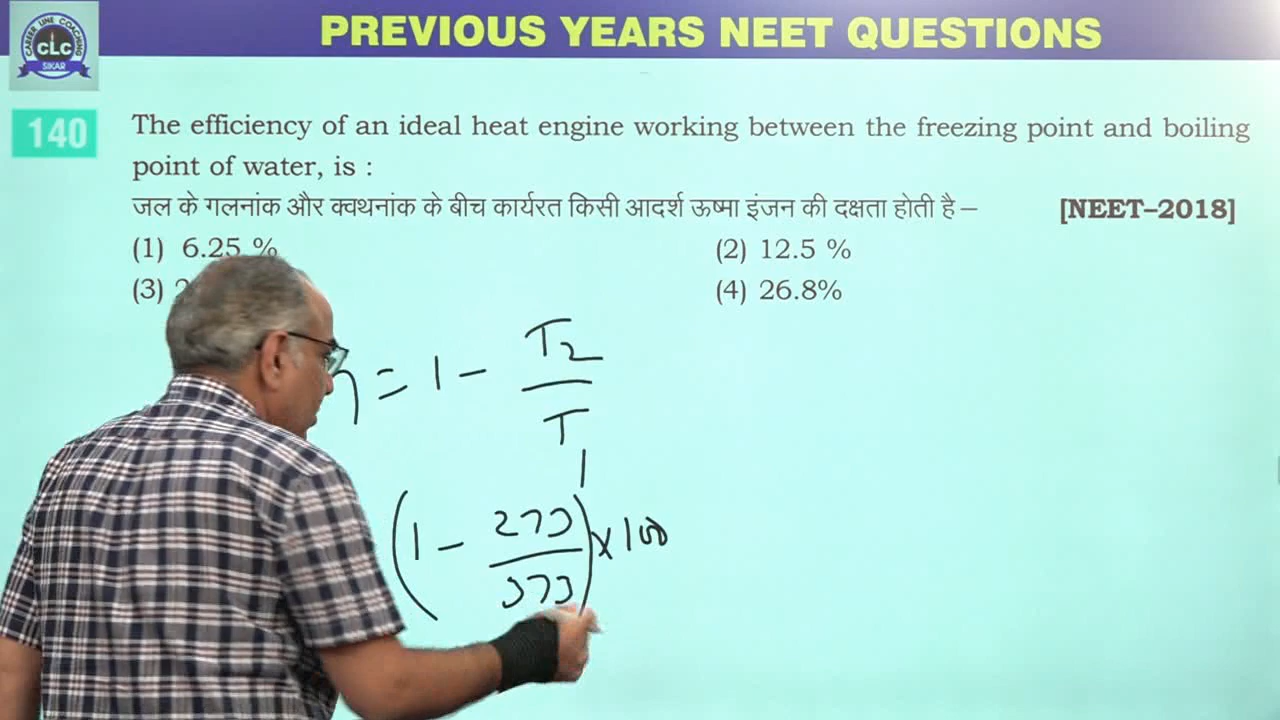 PREVIOUS YEARS NEET QUESTIONS
CAREER LINE COACHING
CLC
SIKAR
140
The efficiency of an ideal heat engine working between the freezing point and boiling
point of water, is :
जल के गलनांक और क्वथनांक के बीच कार्यरत किसी आदर्श ऊष्मा इंजन की दक्षता होती है – [NEET–2018]
(1) 6.25 % (2) 12.5 %
(3) (4) 26.8%
η = 1 - T2/T1
(1 - 273/373) × 100